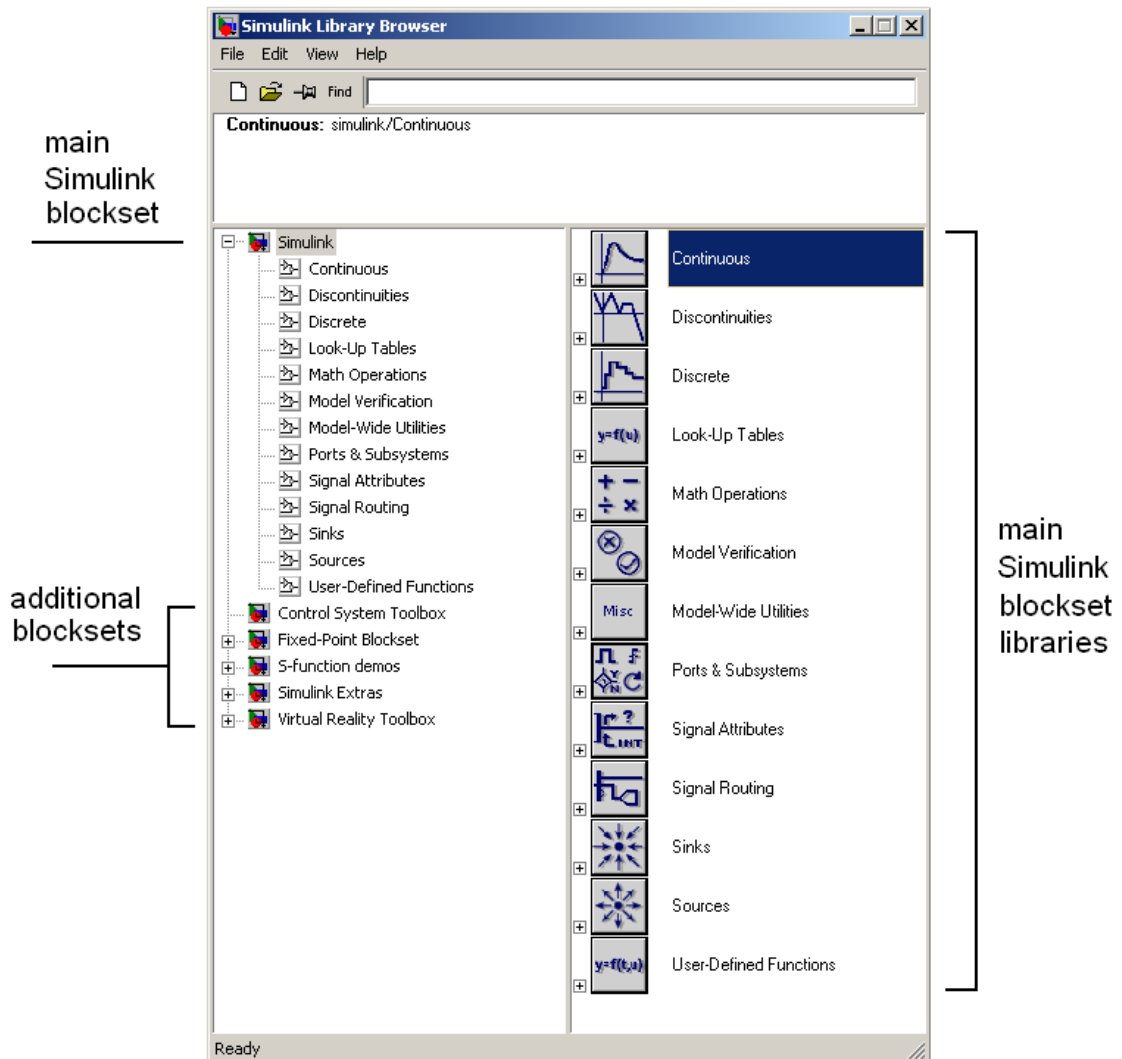 Simulink Library Browser
File Edit View Help
Find
Continuous: simulink/Continuous
main
Simulink
blockset
Simulink
Continuous
Discontinuities
Discrete
Look-Up Tables
Math Operations
Model Verification
Model-Wide Utilities
Ports & Subsystems
Signal Attributes
Signal Routing
Sinks
Sources
User-Defined Functions
Control System Toolbox
Fixed-Point Blockset
S-function demos
Simulink Extras
Virtual Reality Toolbox
additional
blocksets
Continuous
Discontinuities
Discrete
y=f(u)
Look-Up Tables
+ −
÷ ×
Math Operations
Model Verification
Misc
Model-Wide Utilities
Y
N
Ports & Subsystems
?
t INT
Signal Attributes
Signal Routing
Sinks
Sources
y=f(t,u)
User-Defined Functions
main
Simulink
blockset
libraries
Ready